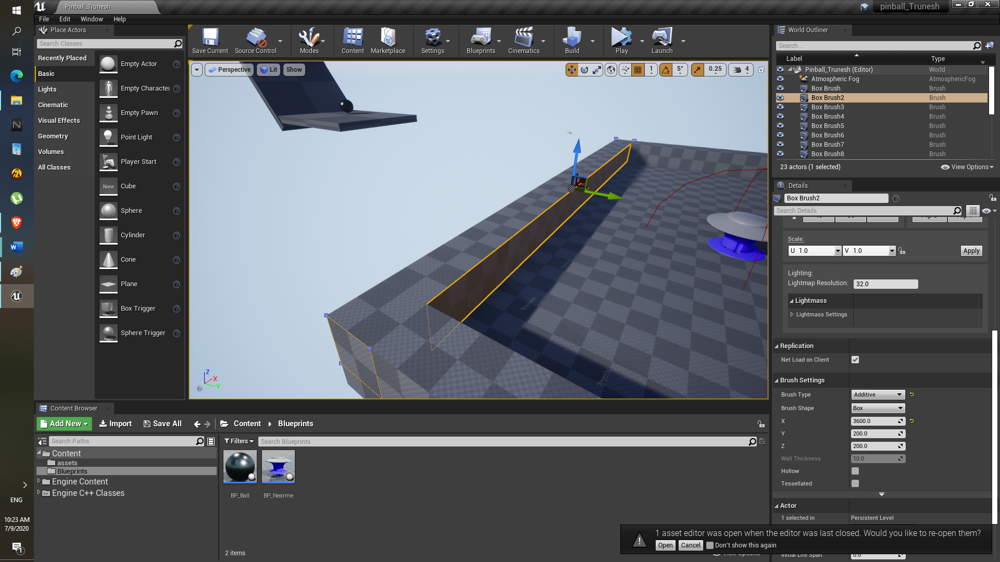 Pinball_Trunesh
pinball_Trunesh
File Edit Window Help
Place Actors
Search Classes
Recently Placed
Basic
Lights
Cinematic
Visual Effects
Geometry
Volumes
All Classes
Empty Actor
Empty Character
Empty Pawn
Point Light
Player Start
None
Cube
Sphere
Cylinder
Cone
Plane
Box Trigger
Sphere Trigger
Save Current
Source Control
Modes
Content
Marketplace
Settings
Blueprints
Cinematics
Build
Play
Launch
Perspective
Lit
Show
1
5°
0.25
4
Z
X
Y
World Outliner
Search...
Label Type
Pinball_Trunesh (Editor) World
Atmospheric Fog AtmosphericFog
Box Brush Brush
Box Brush2 Brush
Box Brush3 Brush
Box Brush4 Brush
Box Brush5 Brush
Box Brush6 Brush
Box Brush7 Brush
Box Brush8 Brush
23 actors (1 selected) View Options
Details
Box Brush2
Search Details
Scale:
U 1.0 V 1.0 Apply
Lighting:
Lightmap Resolution: 32.0
Lightmass
Lightmass Settings
Replication
Net Load on Client
Brush Settings
Brush Type Additive
Brush Shape Box
X 3600.0
Y 200.0
Z 200.0
Wall Thickness 10.0
Hollow
Tessellated
Actor
1 selected in Persistent Level
1 asset editor was open when the editor was last closed. Would you like to re-open them?
Open Cancel Don't show this again
Initial Life Span 0.0
Content Browser
Add New Import Save All Content Blueprints
Search Paths
Content
assets
Blueprints
Engine Content
Engine C++ Classes
Filters Search Blueprints
BP_Ball
BP_Nearme
2 items
View Options
ENG
10:23 AM
7/9/2020
1